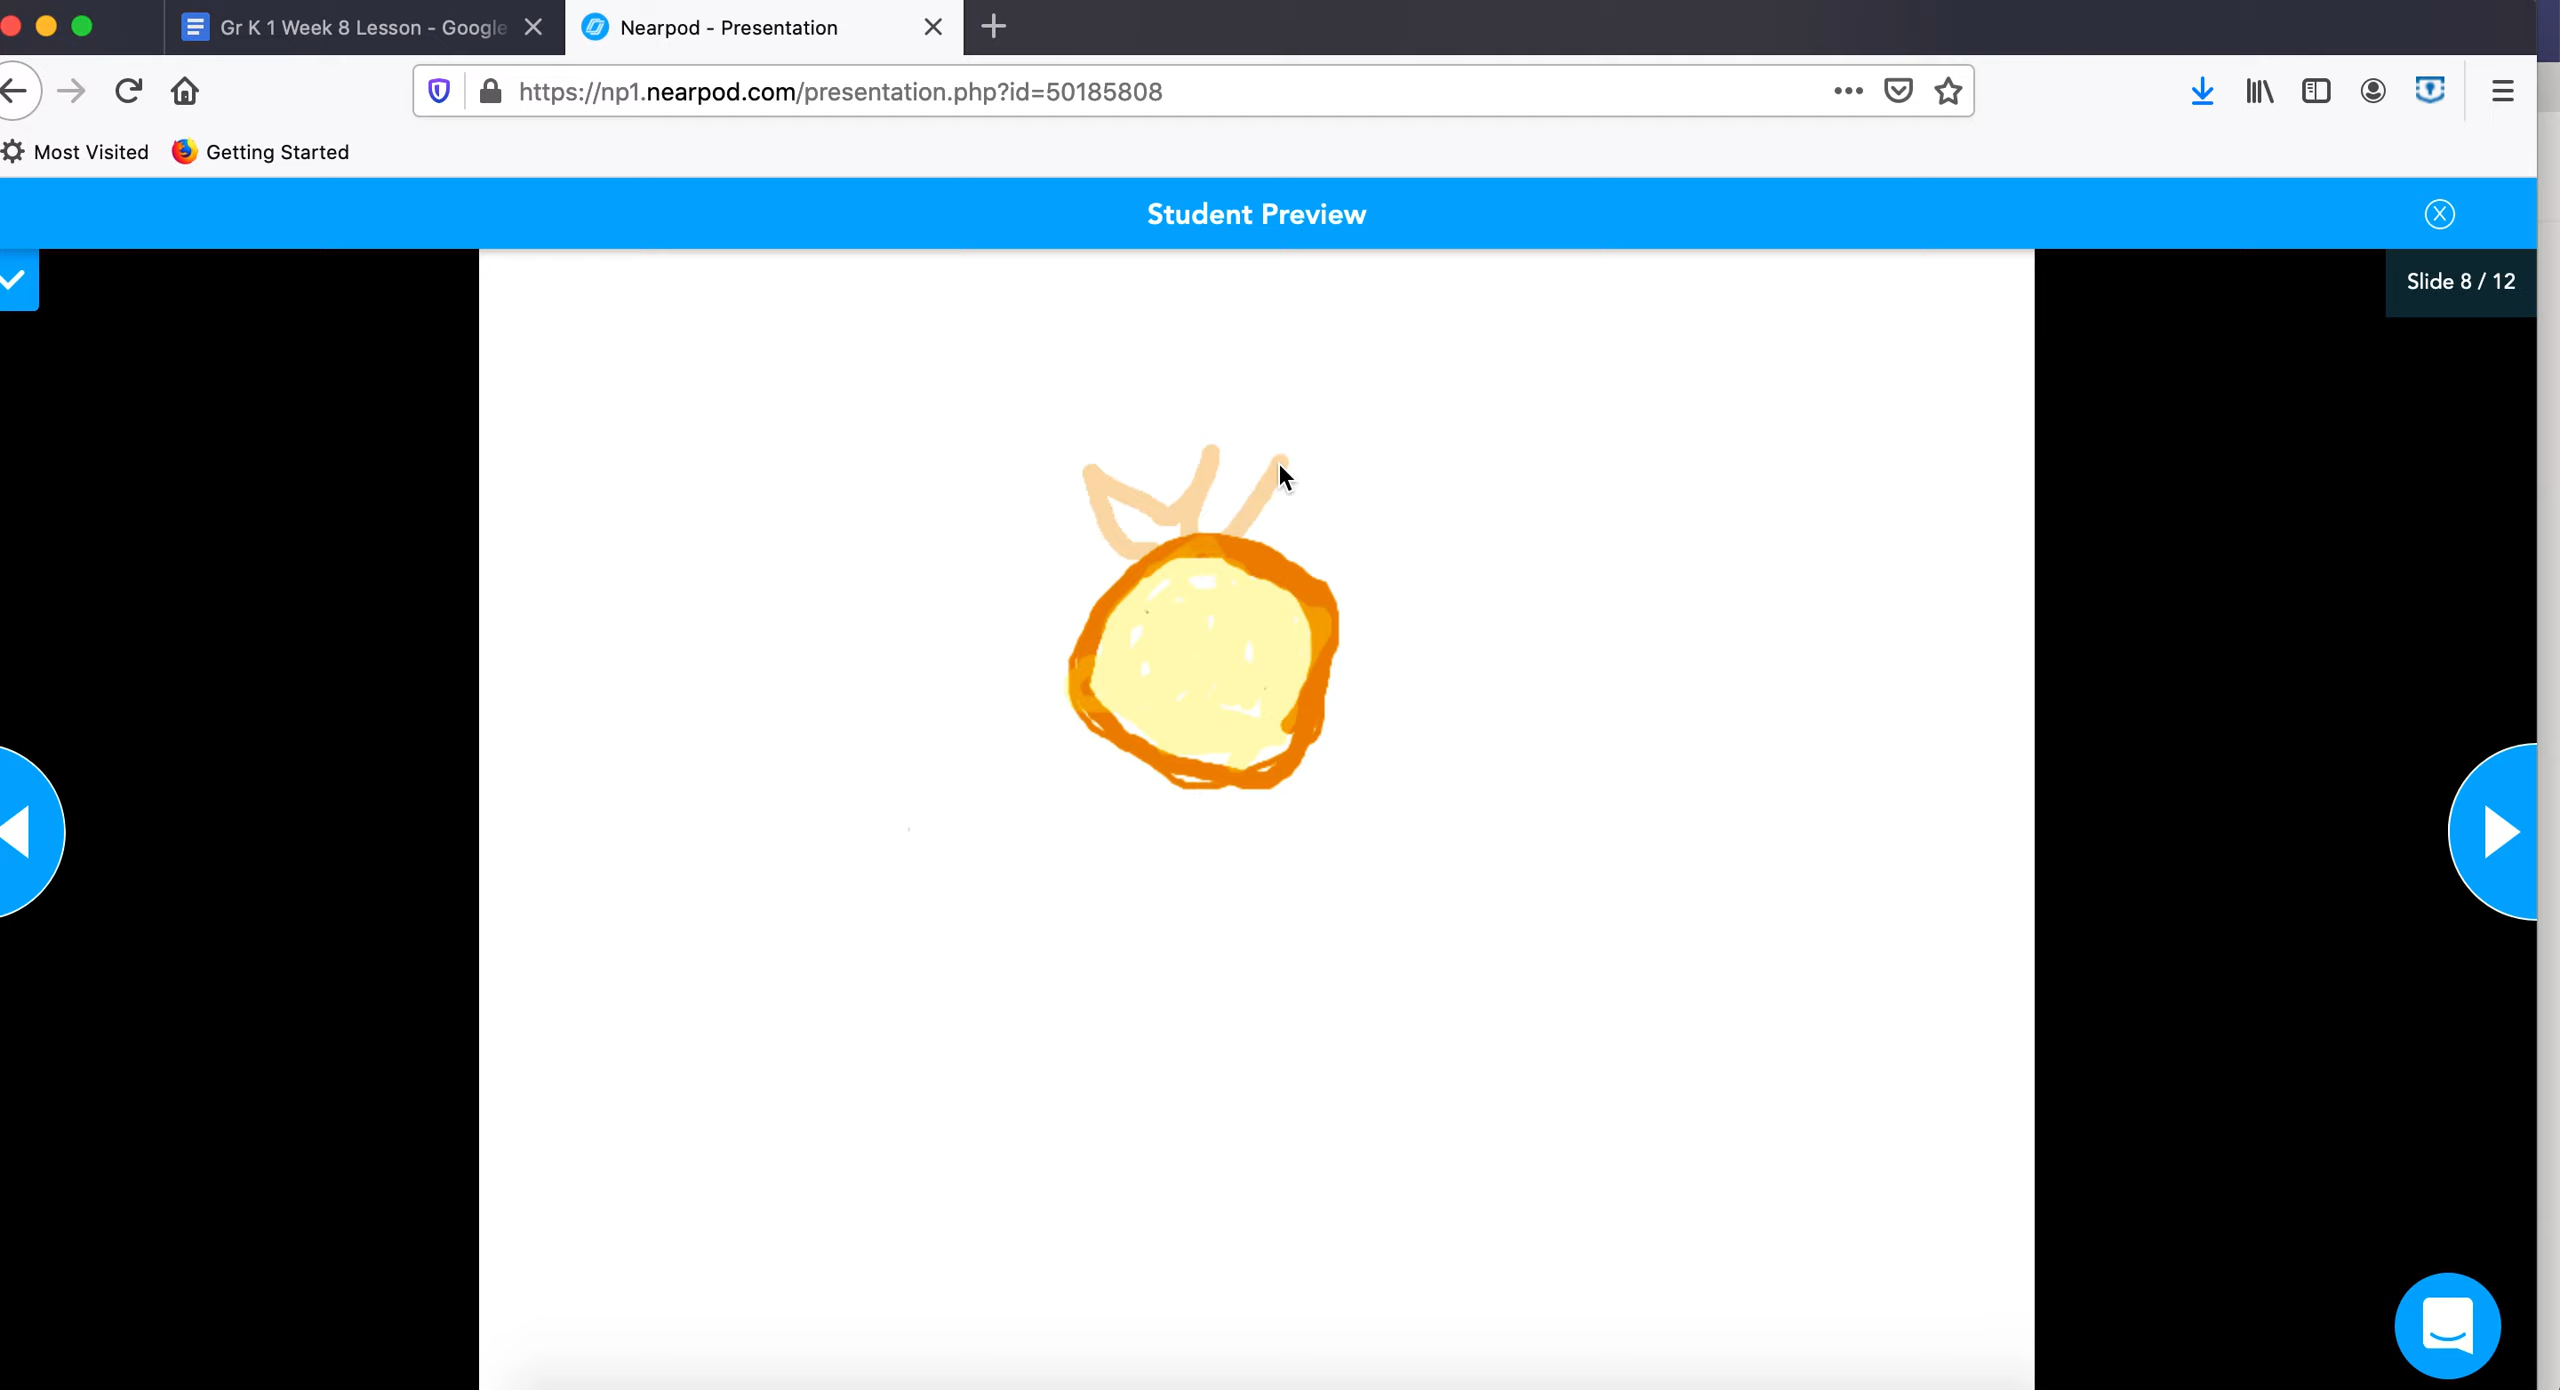 Gr K 1 Week 8 Lesson - Google
Nearpod - Presentation
https://np1.nearpod.com/presentation.php?id=50185808
Most Visited
Getting Started
Student Preview
X
Slide 8 / 12